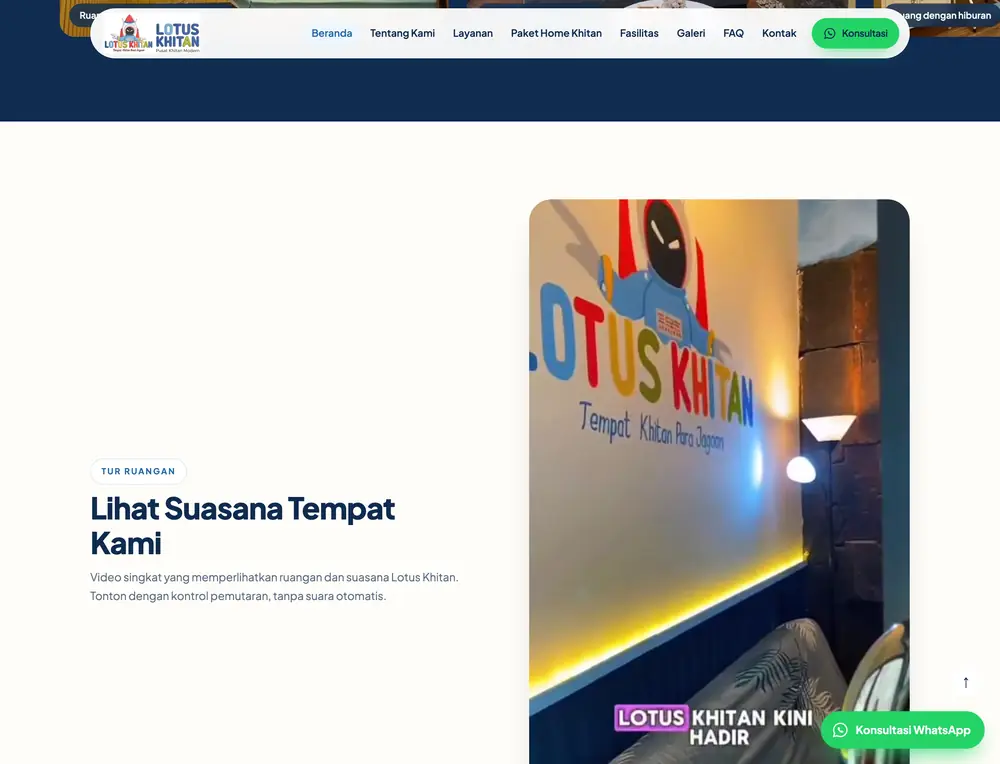 Ruan
uang dengan hiburan
LOTUS KHITAN
LOTUS
KHITAN
Pusat Khitan Modern
Beranda
Tentang Kami
Layanan
Paket Home Khitan
Fasilitas
Galeri
FAQ
Kontak
Konsultasi
TUR RUANGAN
Lihat Suasana Tempat
Kami
Video singkat yang memperlihatkan ruangan dan suasana Lotus Khitan.
Tonton dengan kontrol pemutaran, tanpa suara otomatis.
LOTUS KHITAN
Tempat Khitan Para Jagoan
LOTUS KHITAN KINI
HADIR
↑
Konsultasi WhatsApp